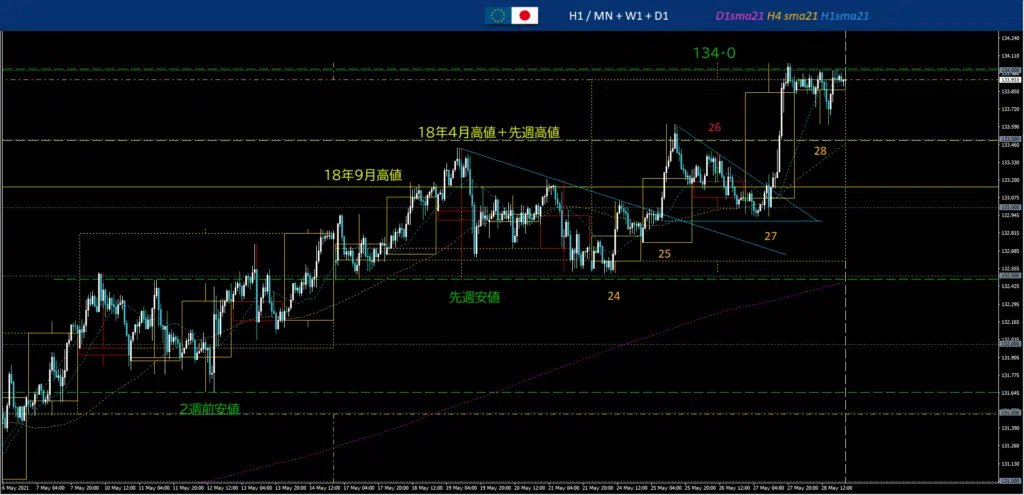 H1 / MN + W1 + D1
D1sma21 H4 sma21 H1sma21
134・0
26
18年4月高値＋先週高値
28
18年9月高値
27
25
先週安値
24
2週前安値
134.240
134.110
133.933
133.850
133.720
133.590
133.460
133.330
133.200
133.075
132.945
132.815
132.685
132.555
132.425
132.295
132.165
132.035
131.905
131.775
131.645
131.390
131.260
131.130
6 May 2021
7 May 04:00
7 May 20:00
10 May 12:00
11 May 04:00
11 May 20:00
12 May 12:00
13 May 04:00
13 May 20:00
14 May 12:00
17 May 04:00
17 May 20:00
18 May 12:00
19 May 04:00
19 May 20:00
20 May 12:00
21 May 04:00
21 May 20:00
24 May 12:00
25 May 04:00
25 May 20:00
26 May 12:00
27 May 04:00
27 May 20:00
28 May 12:00